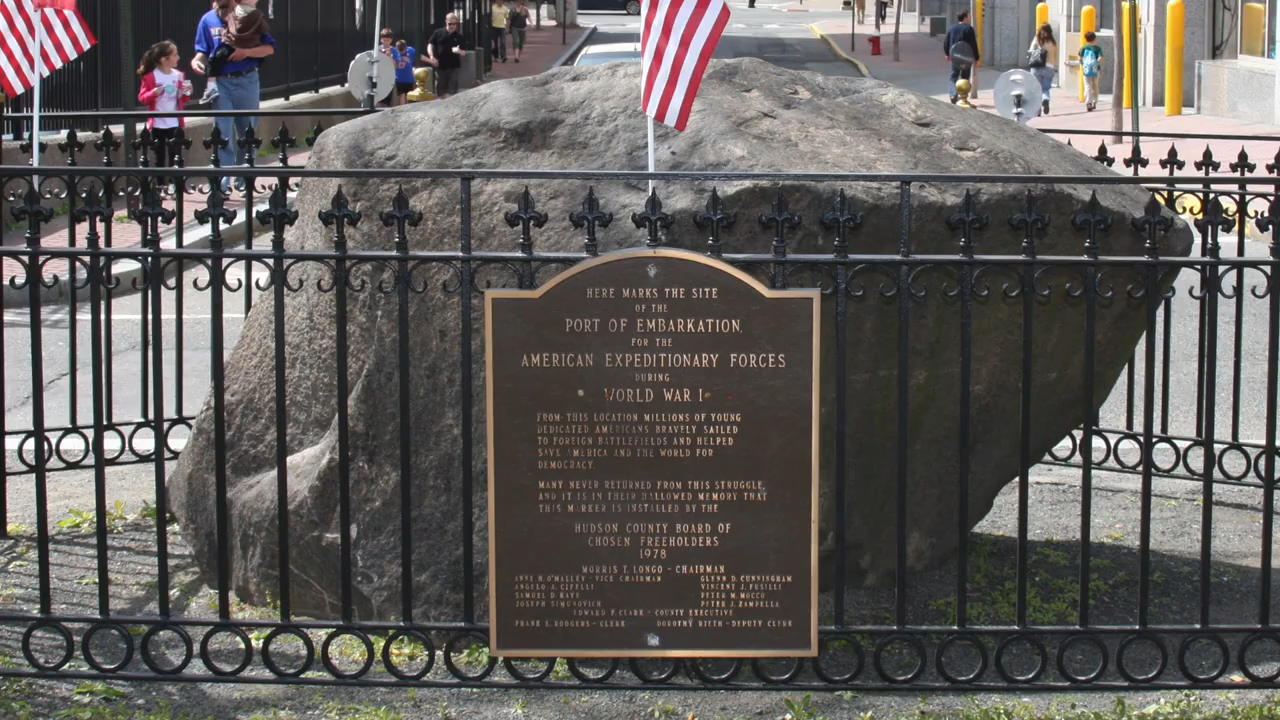 HERE MARKS THE SITE
OF THE
PORT OF EMBARKATION,
FOR THE
AMERICAN EXPEDITIONARY FORCES
DURING
WORLD WAR I
FROM THIS LOCATION MILLIONS OF YOUNG
DEDICATED AMERICANS BRAVELY SAILED
TO FOREIGN BATTLEFIELDS AND HELPED
SAVE AMERICA AND THE WORLD FOR
DEMOCRACY.
MANY NEVER RETURNED FROM THIS STRUGGLE,
AND IT IS IN THEIR HALLOWED MEMORY THAT
THIS MARKER IS INSTALLED BY THE
HUDSON COUNTY BOARD OF
CHOSEN FREEHOLDERS
1978
MORRIS T. LONGO - CHAIRMAN
ANNE H. O'MALLEY - VICE CHAIRMAN GLENN D. CUNNINGHAM
ANGELO A. CIFELLI VINCENT J. FUSILLI
SAMUEL D. KAYE PETER M. MOCCO
JOSEPH SIMUNOVICH PETER J. ZAMPELLA
EDWARD F. CLARK - COUNTY EXECUTIVE
FRANK E. RODGERS - CLERK DOROTHY RIETH - DEPUTY CLERK